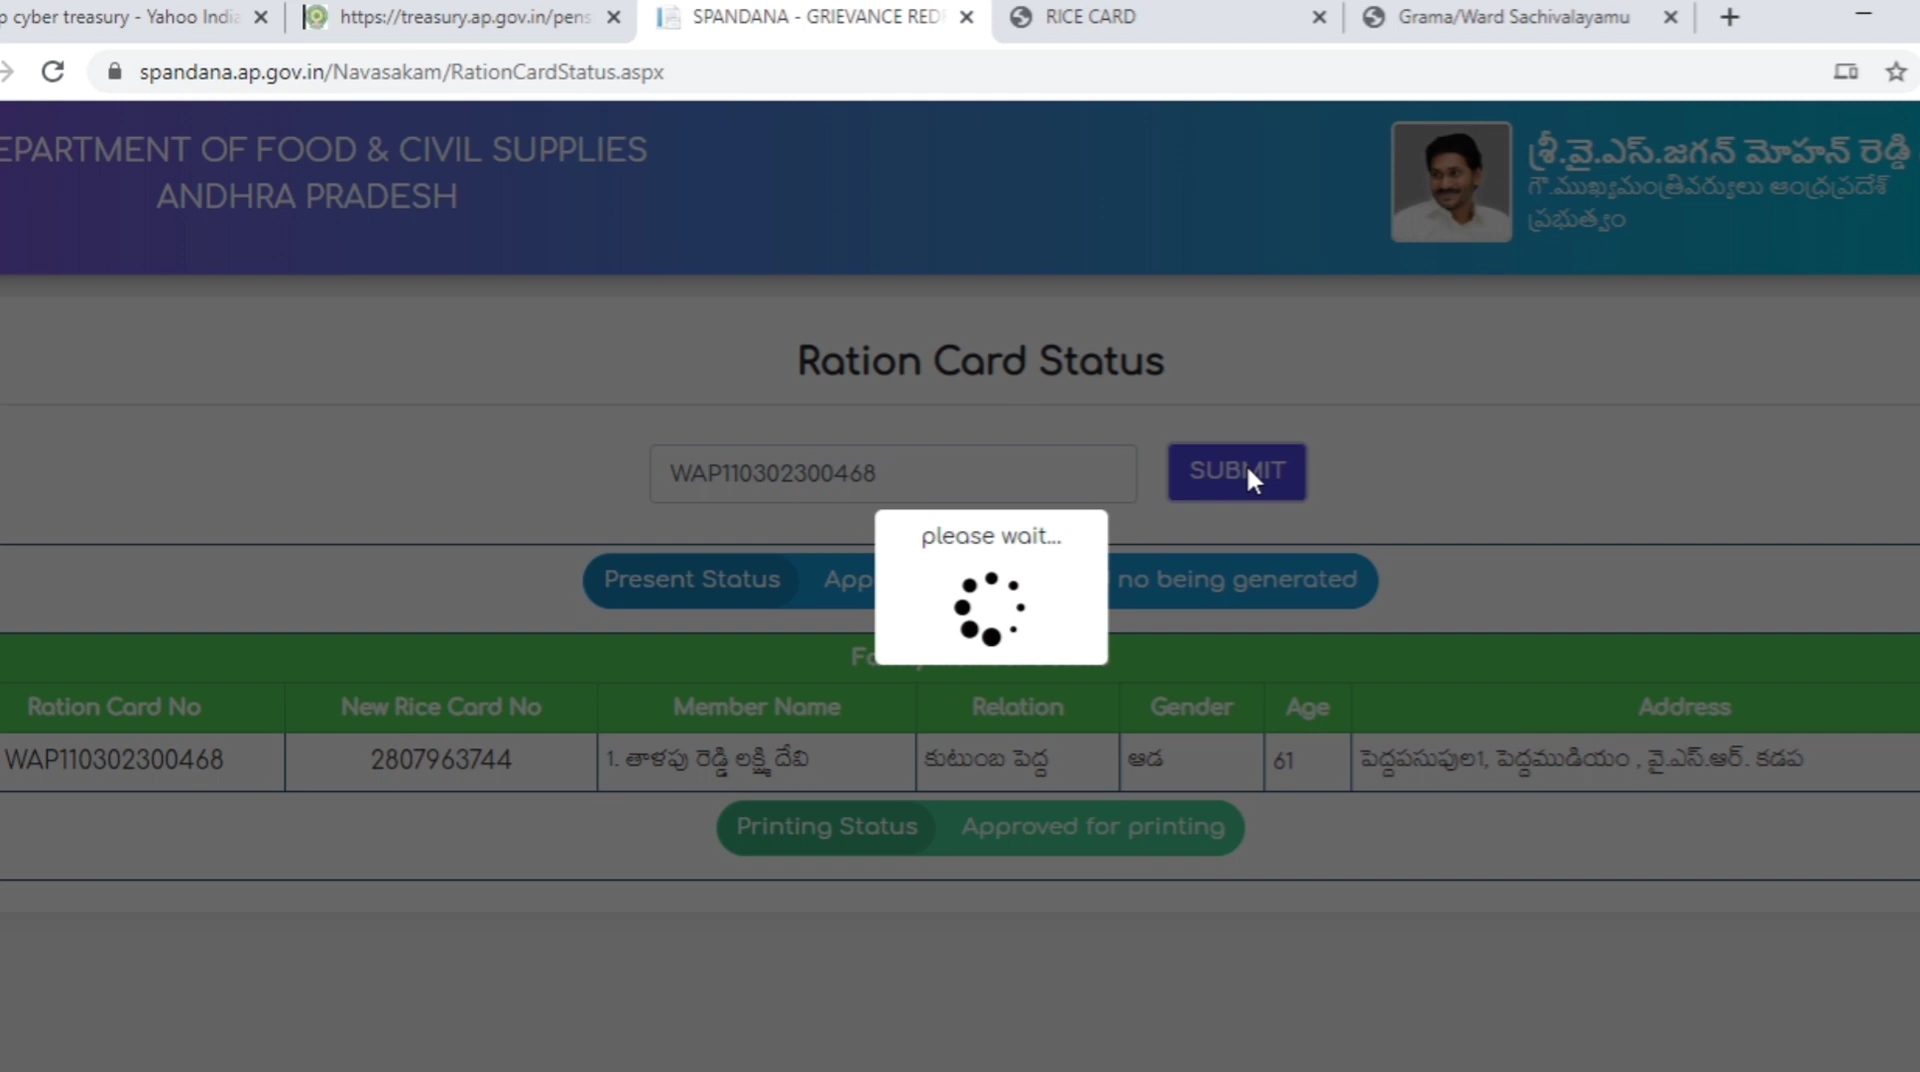 p cyber treasury - Yahoo India
https://treasury.ap.gov.in/pens
SPANDANA - GRIEVANCE RED
RICE CARD
Grama/Ward Sachivalayamu
spandana.ap.gov.in/Navasakam/RationCardStatus.aspx
EPARTMENT OF FOOD & CIVIL SUPPLIES
ANDHRA PRADESH
శ్రీ.వై.ఎస్.జగన్ మోహన్ రెడ్డి
గౌ.ముఖ్యమంత్రివర్యులు ఆంధ్రప్రదేశ్
ప్రభుత్వం
Ration Card Status
WAP110302300468
SUBMIT
please wait...
Present Status App no being generated
Ration Card No New Rice Card No Member Name Relation Gender Age Address
WAP110302300468 2807963744 1. తాళపు రెడ్డి లక్ష్మి దేవి కుటుంబ పెద్ద ఆడ 61 పెద్దపసుపుల1, పెద్దముడియం , వై.ఎస్.ఆర్. కడప
Printing Status Approved for printing